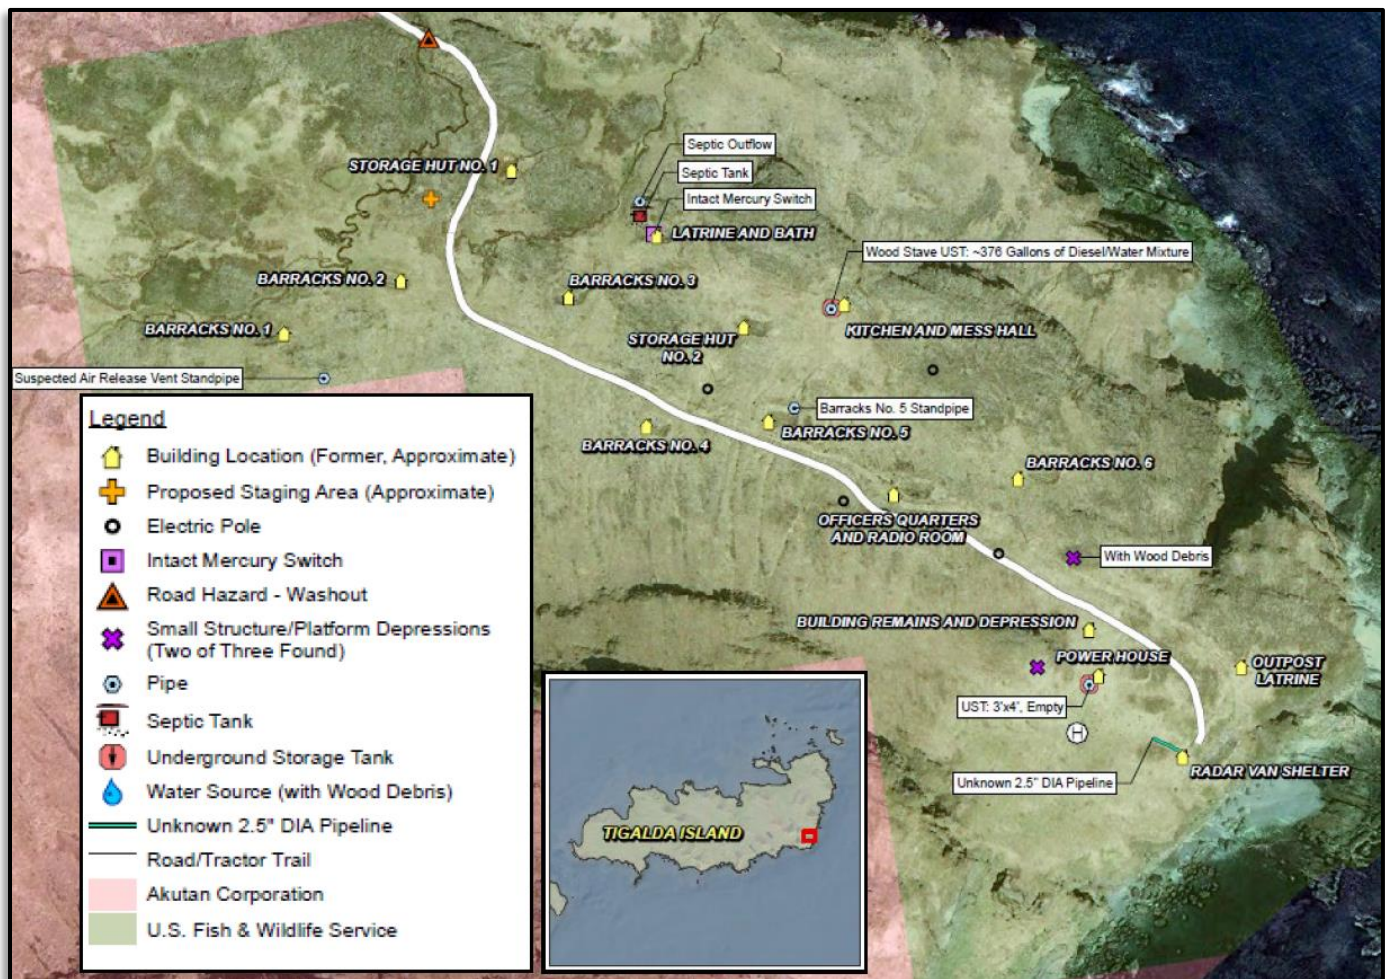 Septic Outflow
STORAGE HUT NO. 1
Septic Tank
Intact Mercury Switch
LATRINE AND BATH
Wood Stave UST: ~376 Gallons of Diesel/Water Mixture
BARRACKS NO. 2
BARRACKS NO. 3
BARRACKS NO. 1
STORAGE HUT
NO. 2
KITCHEN AND MESS HALL
Suspected Air Release Vent Standpipe
Barracks No. 5 Standpipe
BARRACKS NO. 4
BARRACKS NO. 5
BARRACKS NO. 6
OFFICERS QUARTERS
AND RADIO ROOM
With Wood Debris
BUILDING REMAINS AND DEPRESSION
POWER HOUSE
OUTPOST
LATRINE
UST: 3'x4', Empty
H
Unknown 2.5" DIA Pipeline
RADAR VAN SHELTER
Legend
Building Location (Former, Approximate)
Proposed Staging Area (Approximate)
Electric Pole
Intact Mercury Switch
Road Hazard - Washout
Small Structure/Platform Depressions
(Two of Three Found)
Pipe
Septic Tank
Underground Storage Tank
Water Source (with Wood Debris)
Unknown 2.5" DIA Pipeline
Road/Tractor Trail
Akutan Corporation
U.S. Fish & Wildlife Service
TIGALDA ISLAND